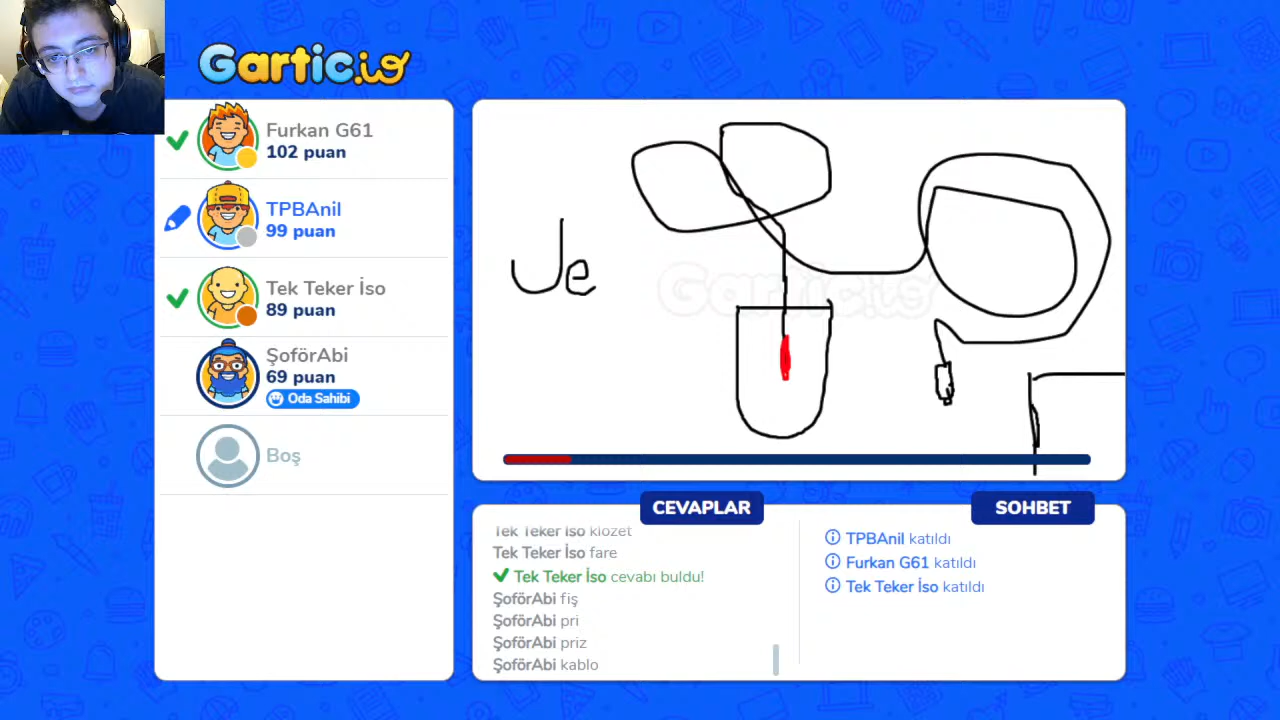 Gartic.io
Furkan G61
102 puan
TPBAnil
99 puan
Tek Teker İso
89 puan
ŞoförAbi
69 puan
Oda Sahibi
Boş
Je
Gartic.io
CEVAPLAR
Tek Teker İso klozet
Tek Teker İso fare
Tek Teker İso cevabı buldu!
ŞoförAbi fiş
ŞoförAbi pri
ŞoförAbi priz
ŞoförAbi kablo
SOHBET
TPBAnil katıldı
Furkan G61 katıldı
Tek Teker İso katıldı